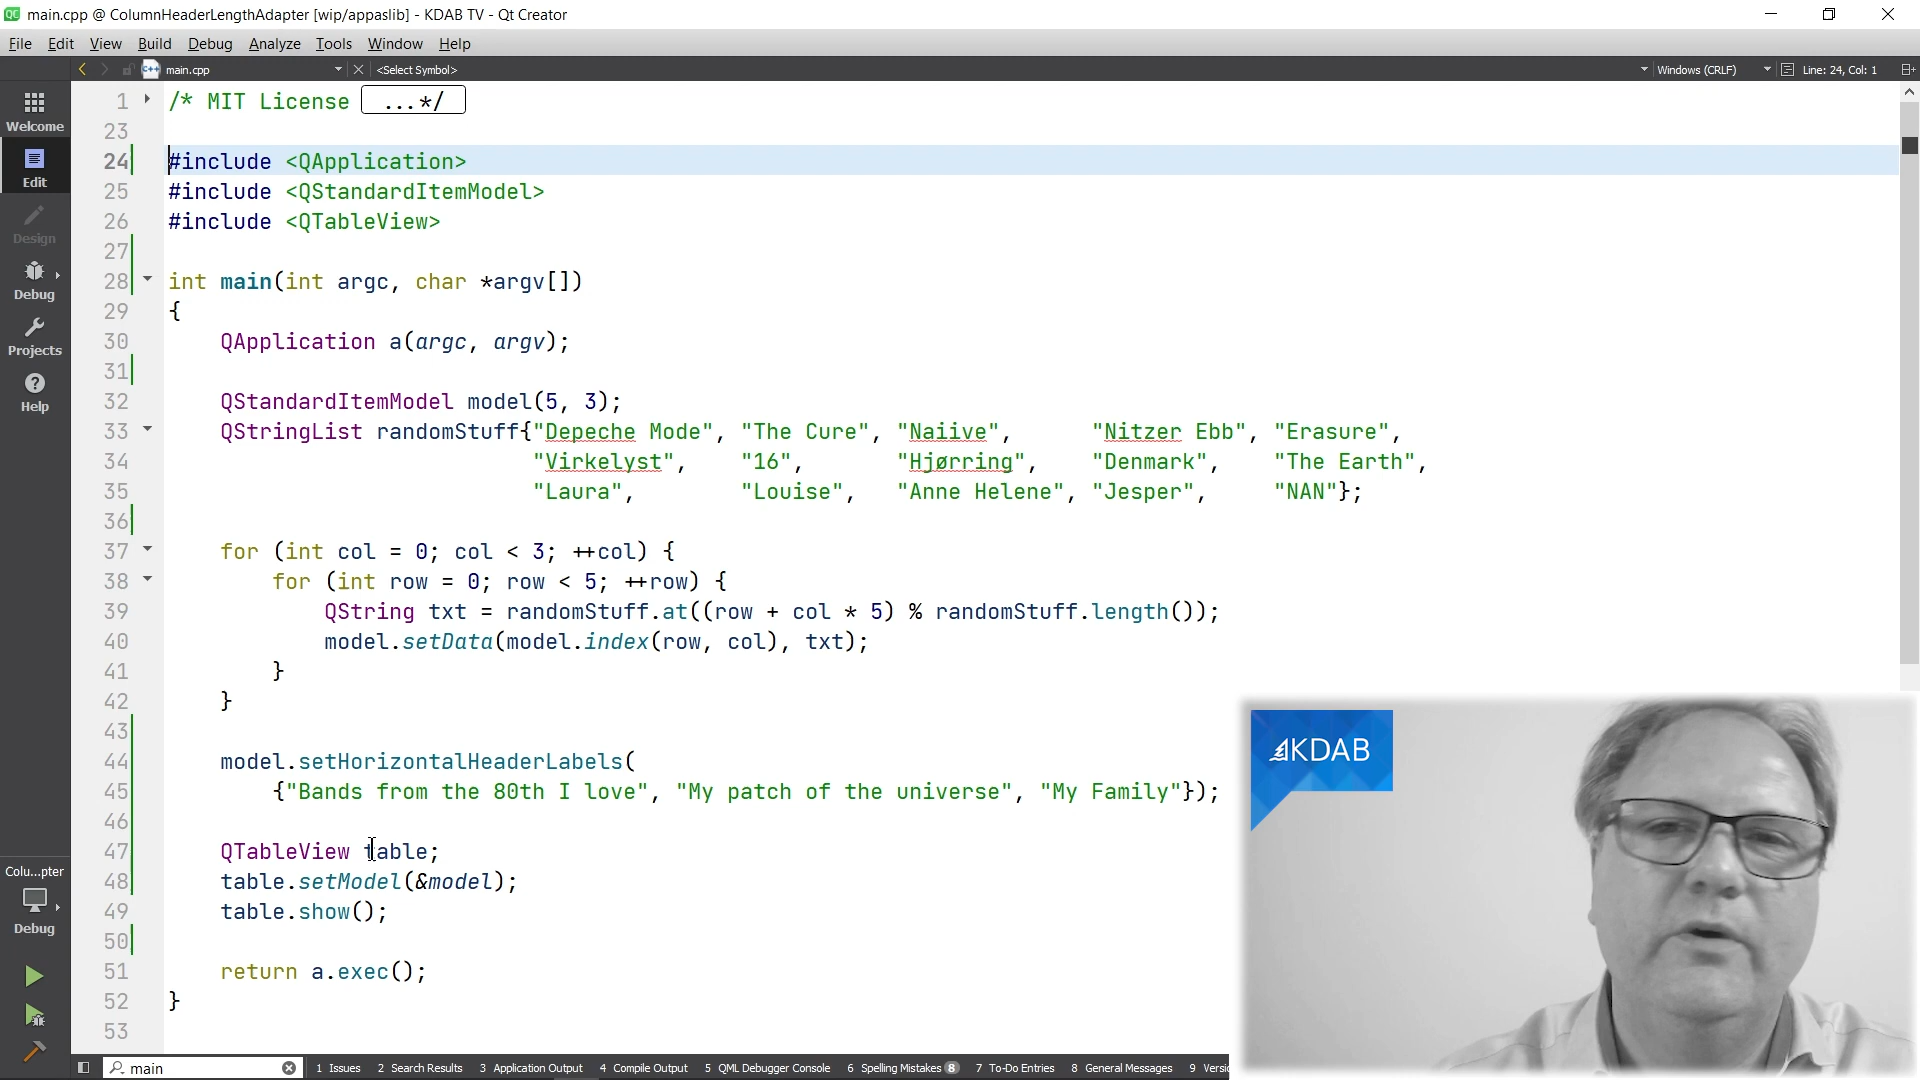 main.cpp @ ColumnHeaderLengthAdapter [wip/appaslib] - KDAB TV - Qt Creator
File Edit View Build Debug Analyze Tools Window Help
main.cpp <Select Symbol> Windows (CRLF) Line: 24, Col: 1
Welcome
Edit
Design
Debug
Projects
Help
Colu...pter
Debug
1 /* MIT License ...*/
23
24 #include <QApplication>
25 #include <QStandardItemModel>
26 #include <QTableView>
27
28 int main(int argc, char *argv[])
29 {
30 QApplication a(argc, argv);
31
32 QStandardItemModel model(5, 3);
33 QStringList randomStuff{"Depeche Mode", "The Cure", "Naiive", "Nitzer Ebb", "Erasure",
34 "Virkelyst", "16", "Hjørring", "Denmark", "The Earth",
35 "Laura", "Louise", "Anne Helene", "Jesper", "NAN"};
36
37 for (int col = 0; col < 3; ++col) {
38 for (int row = 0; row < 5; ++row) {
39 QString txt = randomStuff.at((row + col * 5) % randomStuff.length());
40 model.setData(model.index(row, col), txt);
41 }
42 }
43
44 model.setHorizontalHeaderLabels(
45 {"Bands from the 80th I love", "My patch of the universe", "My Family"});
46
47 QTableView table;
48 table.setModel(&model);
49 table.show();
50
51 return a.exec();
52 }
53
KDAB
main 1 Issues 2 Search Results 3 Application Output 4 Compile Output 5 QML Debugger Console 6 Spelling Mistakes 8 7 To-Do Entries 8 General Messages 9